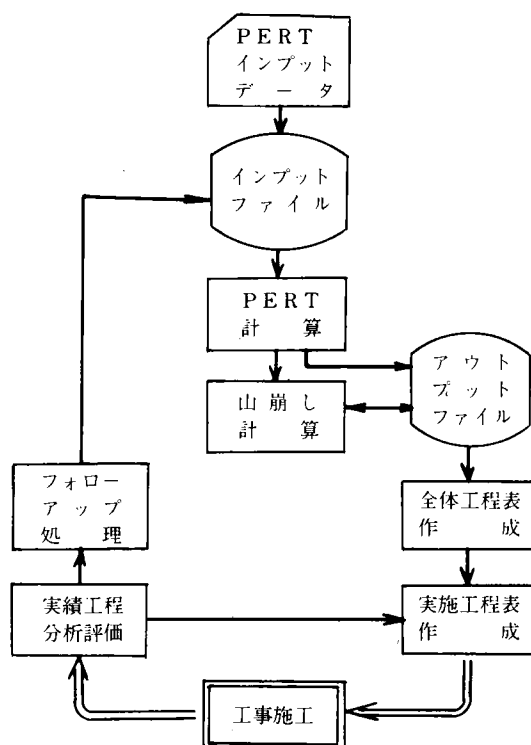 PERT
インプット
データ
インプット
ファイル
PERT
計算
山崩し
計算
アウト
プット
ファイル
フォロー
アップ
処理
全体工程表
作成
実績工程
分析評価
実施工程表
作成
工事施工